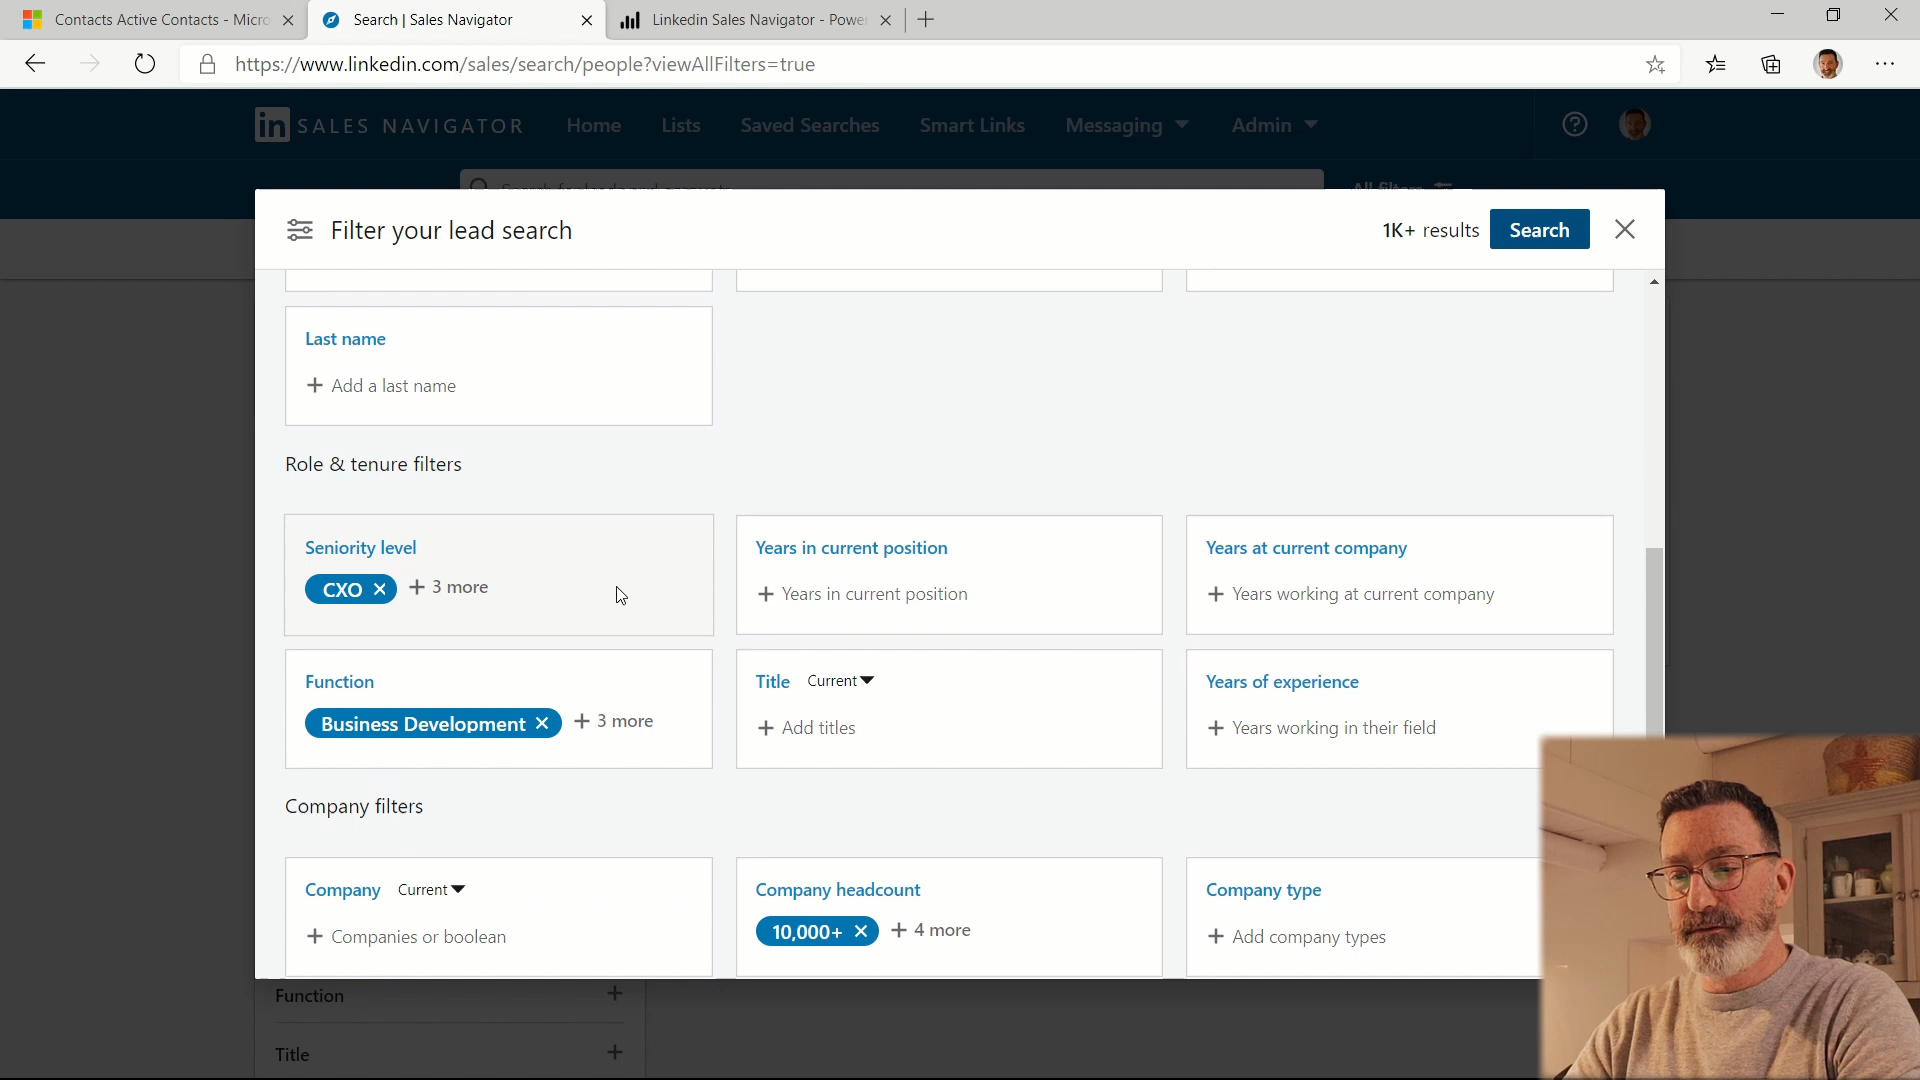 Contacts Active Contacts - Micro
Search | Sales Navigator
Linkedin Sales Navigator - Power
https://www.linkedin.com/sales/search/people?viewAllFilters=true
in SALES NAVIGATOR
Home
Lists
Saved Searches
Smart Links
Messaging
Admin
All filters
Filter your lead search
1K+ results
Search
Last name
+ Add a last name
Role & tenure filters
Seniority level
CXO × + 3 more
Years in current position
+ Years in current position
Years at current company
+ Years working at current company
Function
Business Development × + 3 more
Title Current
+ Add titles
Years of experience
+ Years working in their field
Company filters
Company Current
+ Companies or boolean
Company headcount
10,000+ × + 4 more
Company type
+ Add company types
Function +
Title +